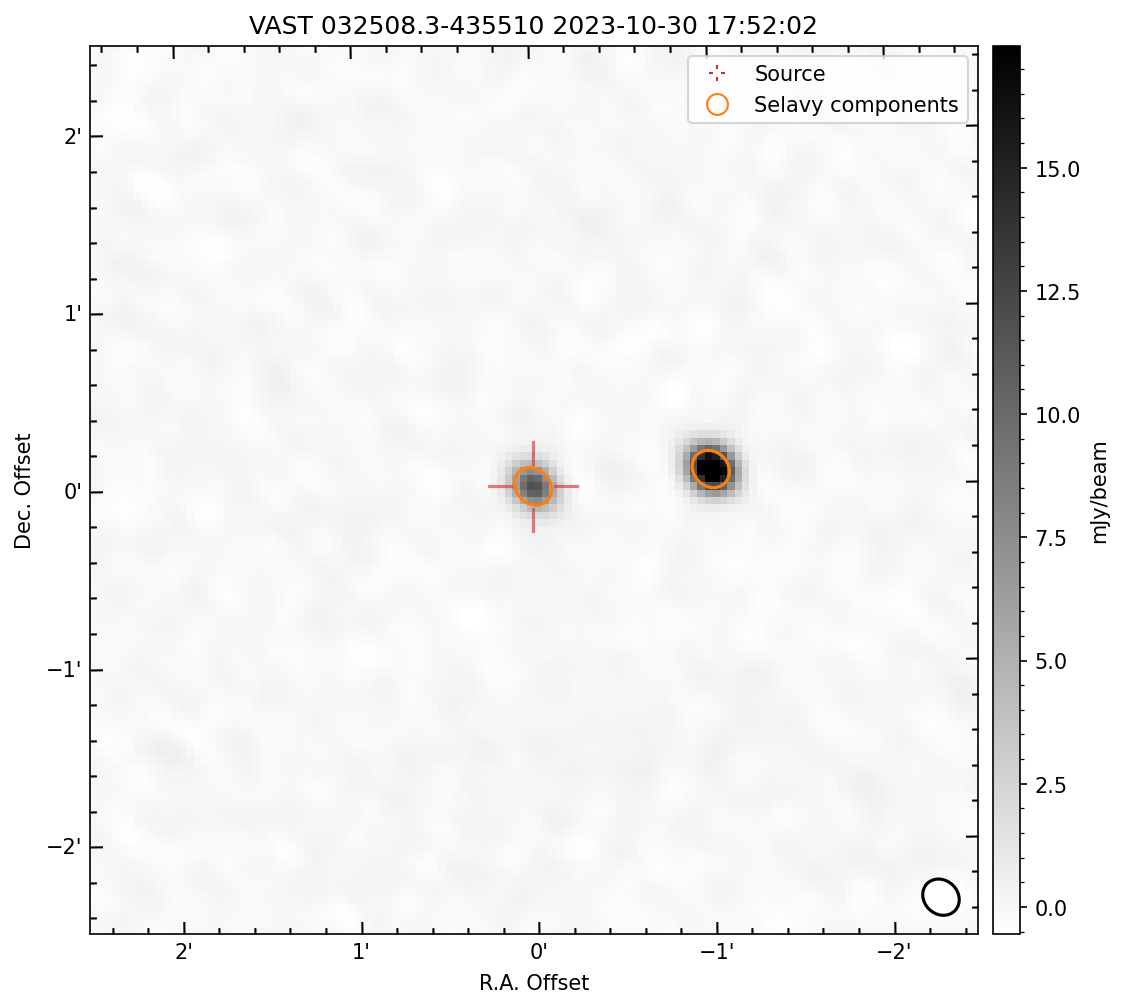 VAST 032508.3-435510 2023-10-30 17:52:02
Source
Selavy components
2'
1'
0'
−1'
−2'
Dec. Offset
2'
1'
0'
−1'
−2'
R.A. Offset
15.0
12.5
10.0
7.5
5.0
2.5
0.0
mJy/beam